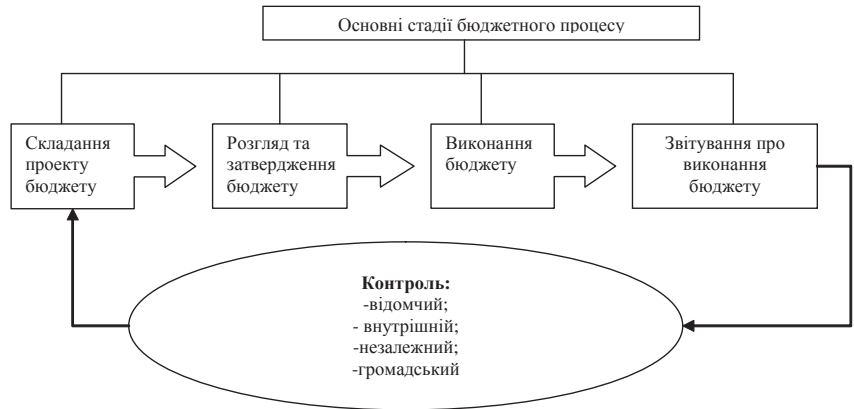 Основні стадії бюджетного процесу
Складання
проекту
бюджету
Розгляд та
затвердження
бюджету
Виконання
бюджету
Звітування про
виконання
бюджету
Контроль:
-відомчий;
- внутрішній;
-незалежний;
-громадський